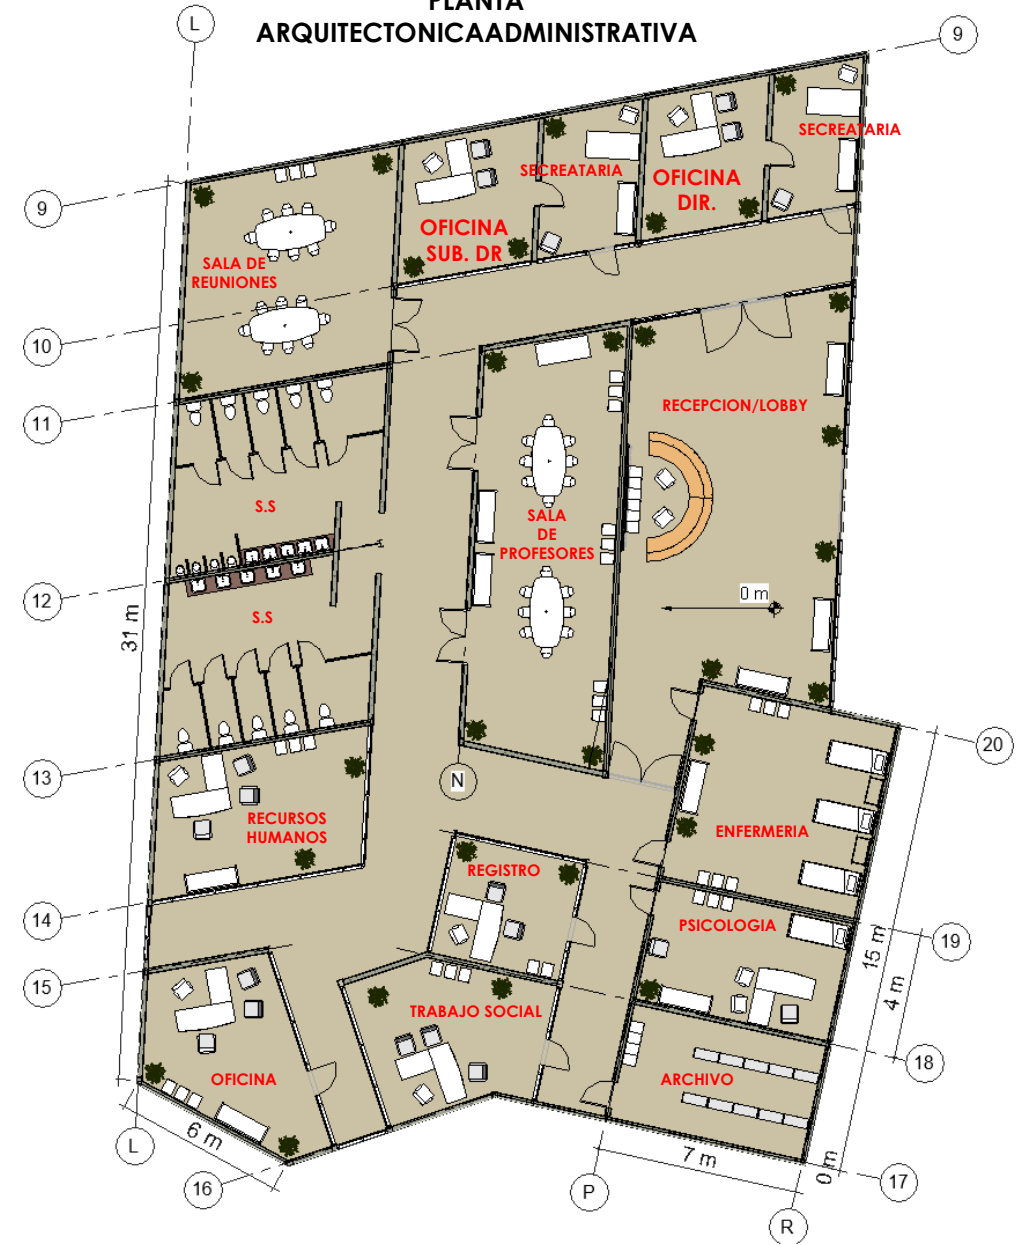 PLANTA
ARQUITECTONICAADMINISTRATIVA
L
9
SECREATARIA
SECREATARIA
OFICINA
DIR.
9
OFICINA
SUB. DR
SALA DE
REUNIONES
10
11
RECEPCION/LOBBY
S.S
SALA
DE
PROFESORES
12
0 m
S.S
31 m
20
13
N
RECURSOS
HUMANOS
ENFERMERIA
REGISTRO
14
PSICOLOGIA
19
15 m
15
4 m
TRABAJO SOCIAL
18
OFICINA
ARCHIVO
L
6 m
7 m
0 m
16
P
17
R